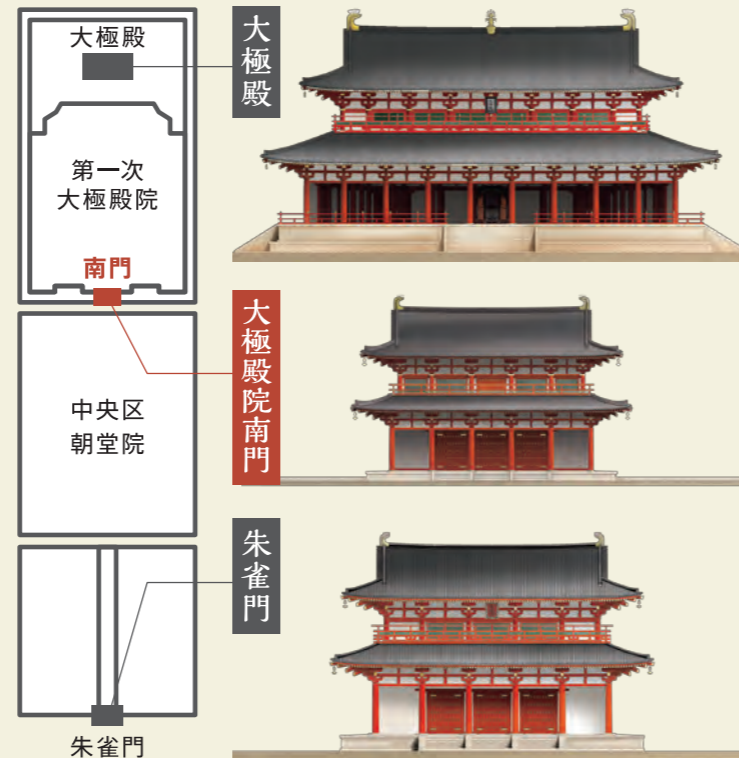 大極殿
第一次
大極殿院
南門
中央区
朝堂院
朱雀門
大極殿
大極殿院南門
朱雀門